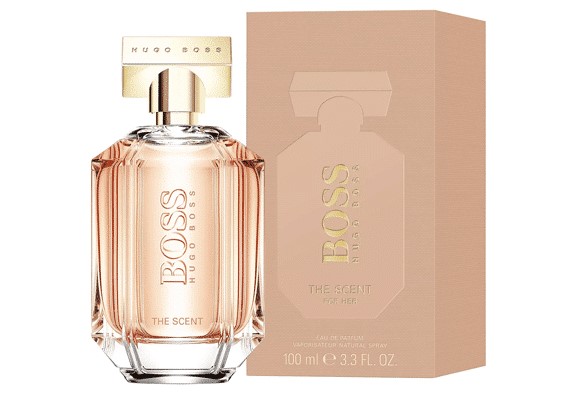 HUGO BOSS
BOSS
HUGO BOSS
THE SCENT
BOSS
HUGO BOSS
THE SCENT
FOR HER
EAU DE PARFUM
VAPORISATEUR NATURAL SPRAY
100 ml ℮ 3.3 FL. OZ.